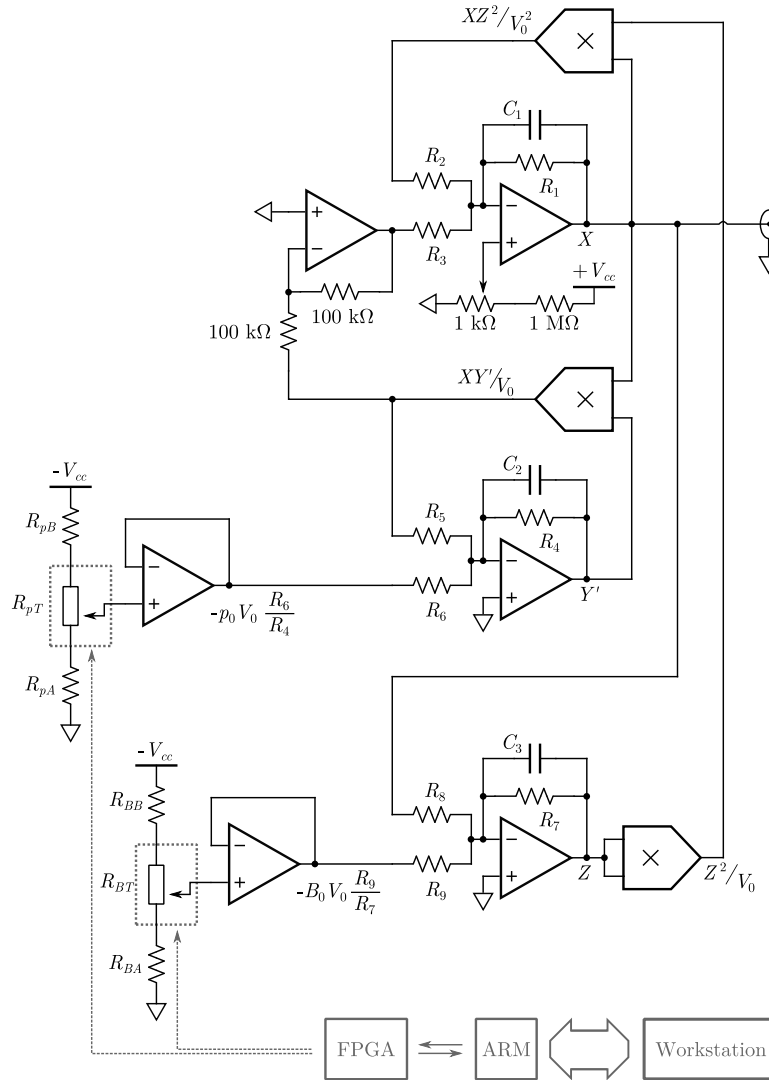 XZ²/V₀²
C₁
R₂
R₁
+
−
R₃
−
+
X
+V_cc
100 kΩ
1 kΩ
1 MΩ
100 kΩ
XY′/V₀
×
-V_cc
C₂
R_pB
R₅
R₄
−
+
R_pT
−
+
R₆
Y′
-p₀V₀ R₆/R₄
R_pA
-V_cc
C₃
R_BB
R₈
R₇
−
+
×
R_BT
−
+
R₉
Z
Z²/V₀
-B₀V₀ R₉/R₇
R_BA
FPGA
ARM
Workstation
×